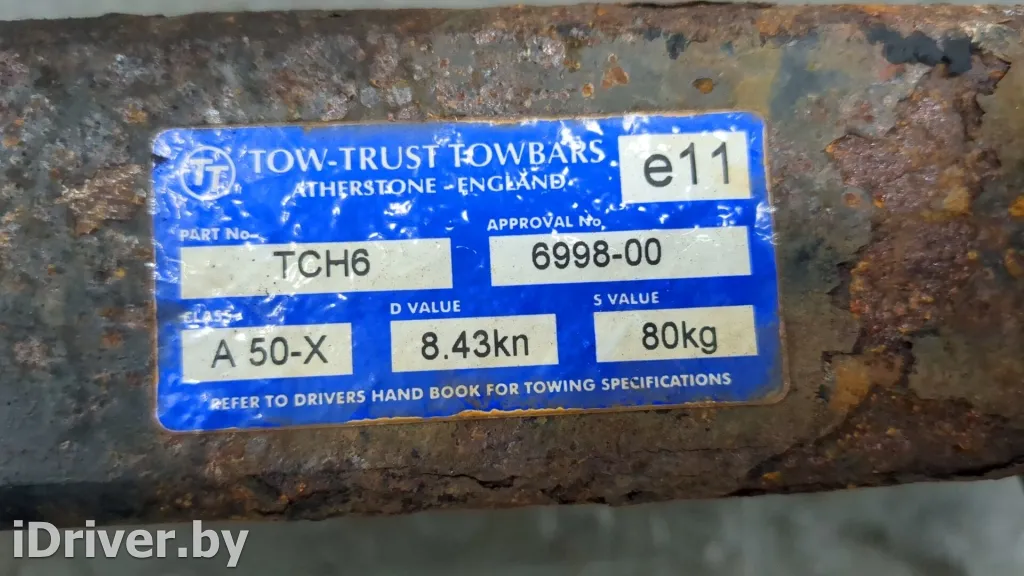 TT
TOW-TRUST TOWBARS
ATHERSTONE - ENGLAND
e11
PART No
APPROVAL No
TCH6
6998-00
CLASS
D VALUE
S VALUE
A 50-X
8.43kn
80kg
REFER TO DRIVERS HAND BOOK FOR TOWING SPECIFICATIONS
iDriver.by